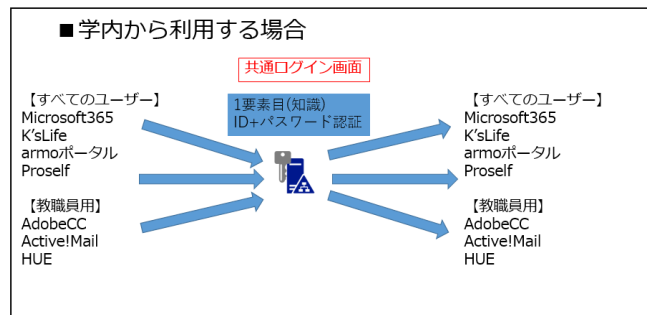 ■学内から利用する場合
共通ログイン画面
1要素目(知識)
ID+パスワード認証
【すべてのユーザー】
Microsoft365
K'sLife
armoポータル
Proself
【教職員用】
AdobeCC
Active!Mail
HUE
【すべてのユーザー】
Microsoft365
K'sLife
armoポータル
Proself
【教職員用】
AdobeCC
Active!Mail
HUE